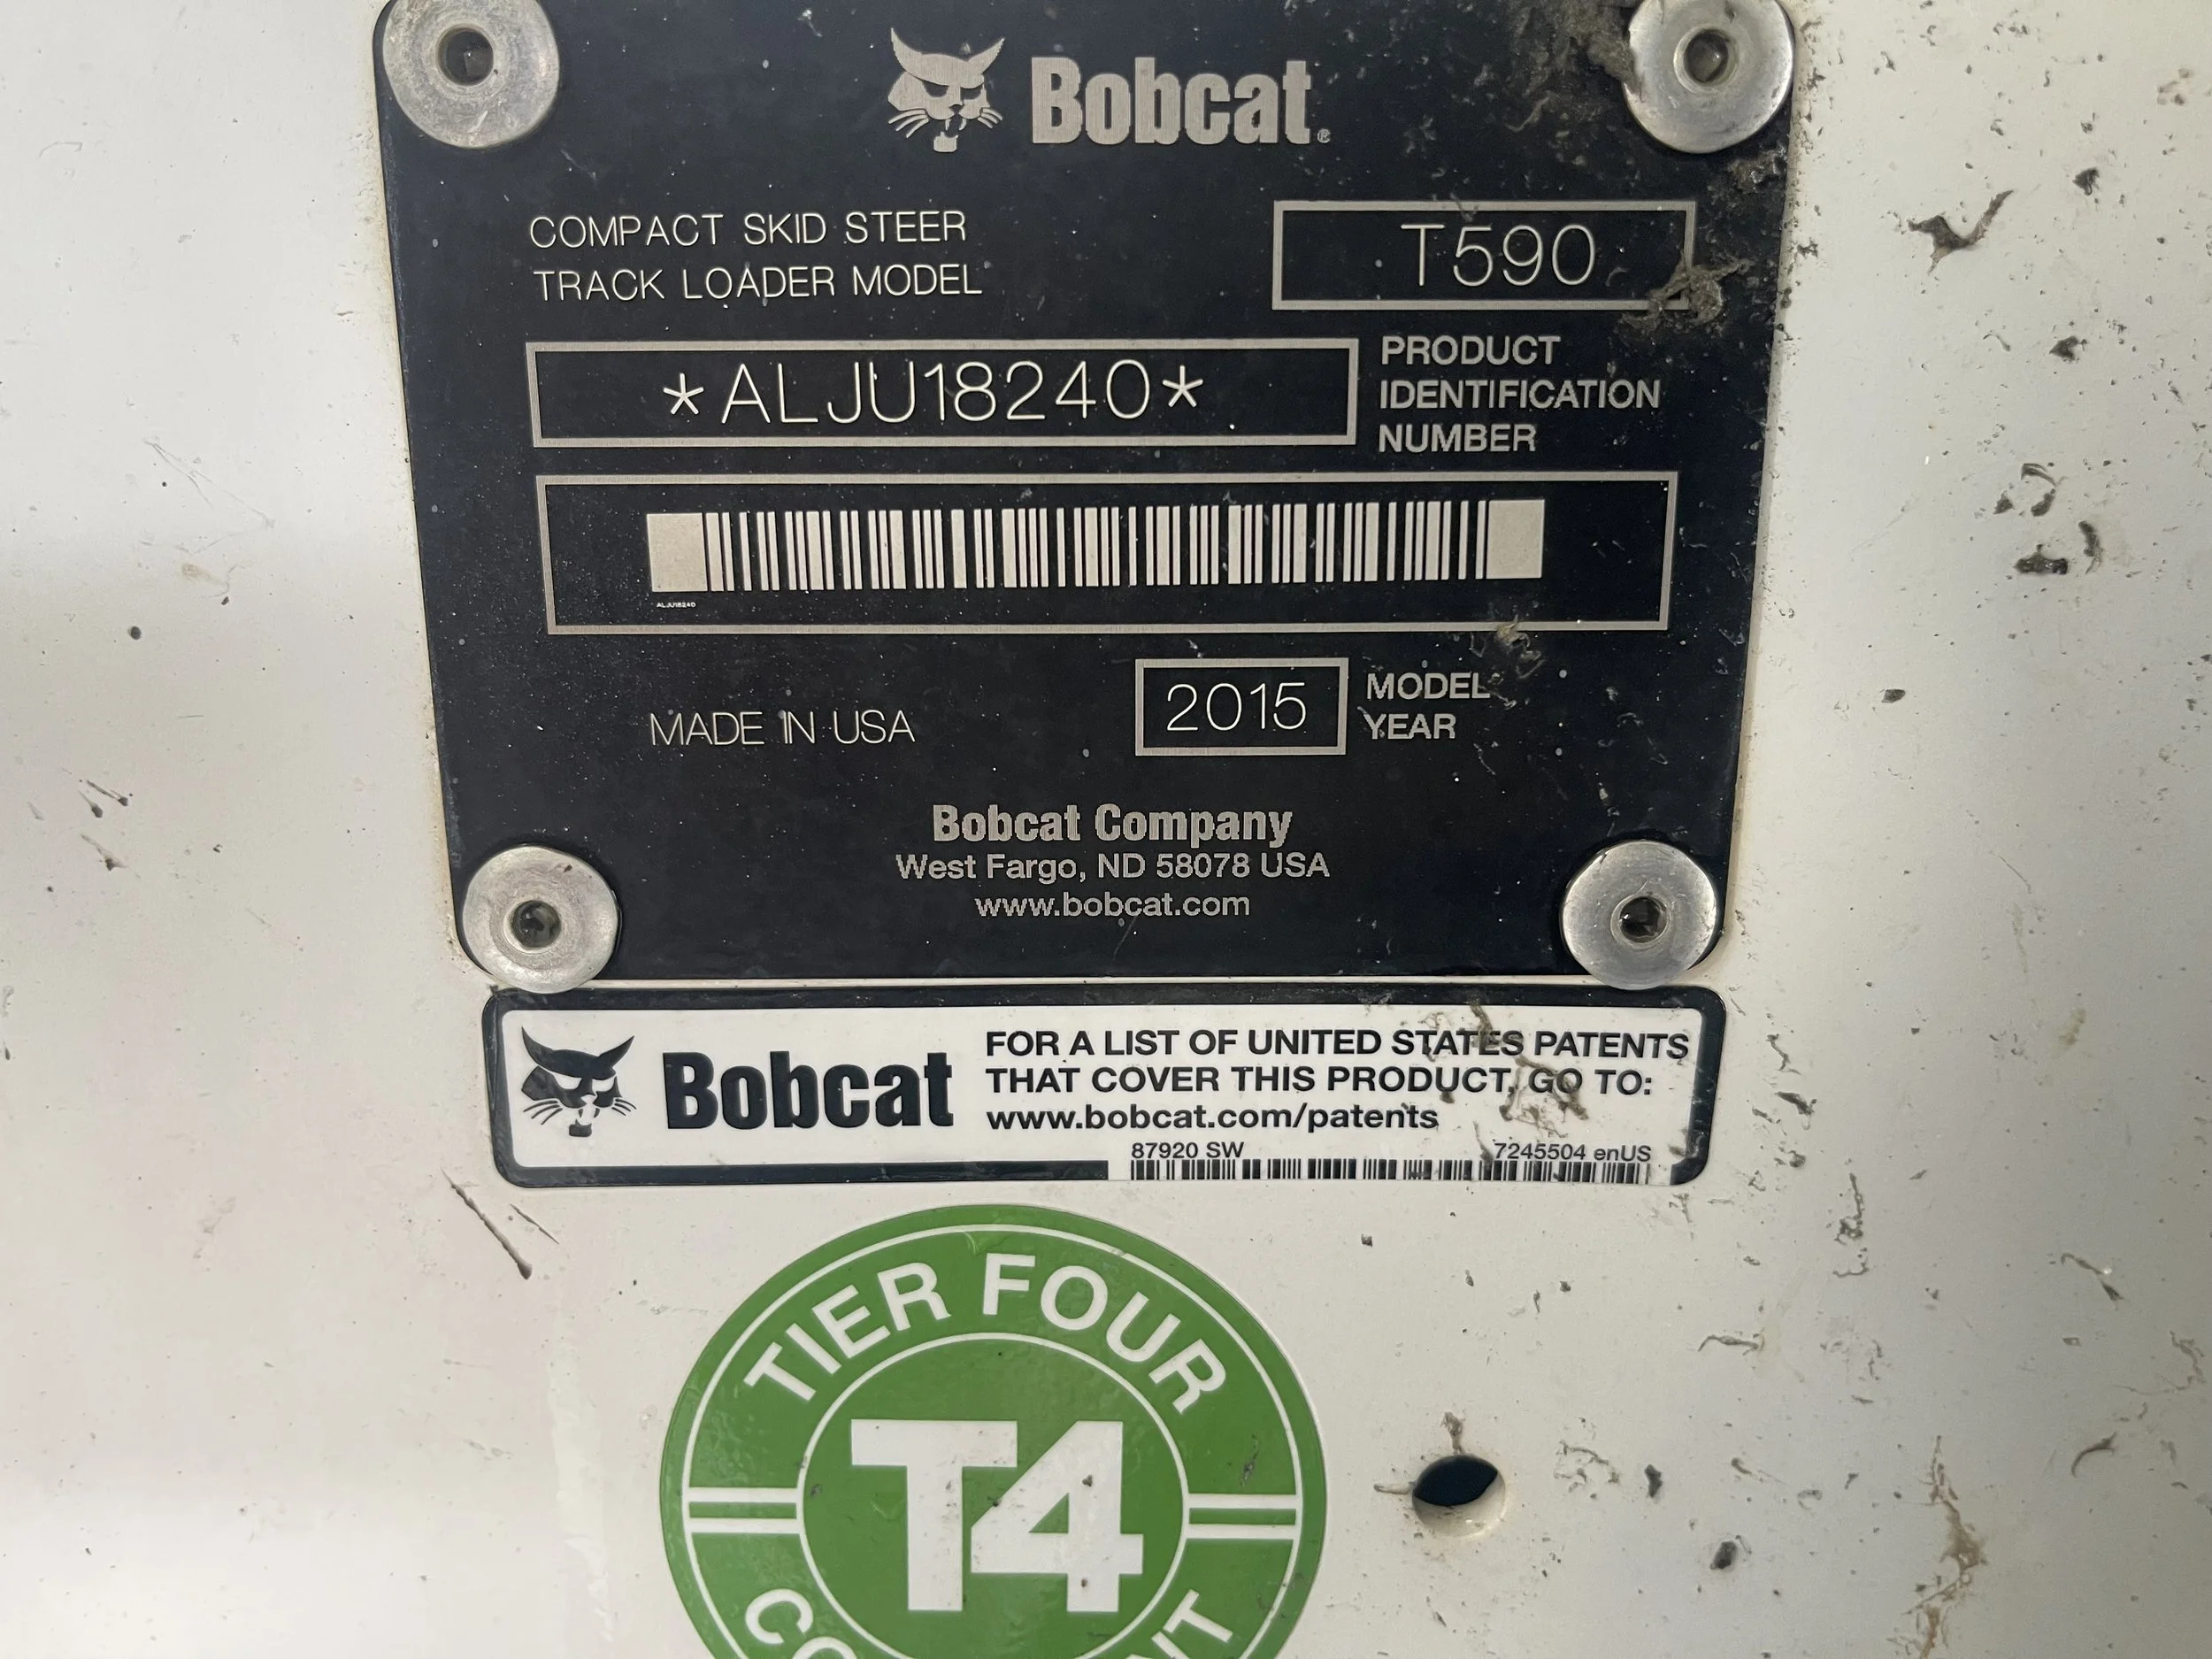 Bobcat®
COMPACT SKID STEER
TRACK LOADER MODEL
T590
*ALJU18240*
PRODUCT
IDENTIFICATION
NUMBER
ALJU18240
MADE IN USA
2015
MODEL
YEAR
Bobcat Company
West Fargo, ND 58078 USA
www.bobcat.com
Bobcat
FOR A LIST OF UNITED STATES PATENTS
THAT COVER THIS PRODUCT, GO TO:
www.bobcat.com/patents
87920 SW
7245504 enUS
TIER FOUR
T4